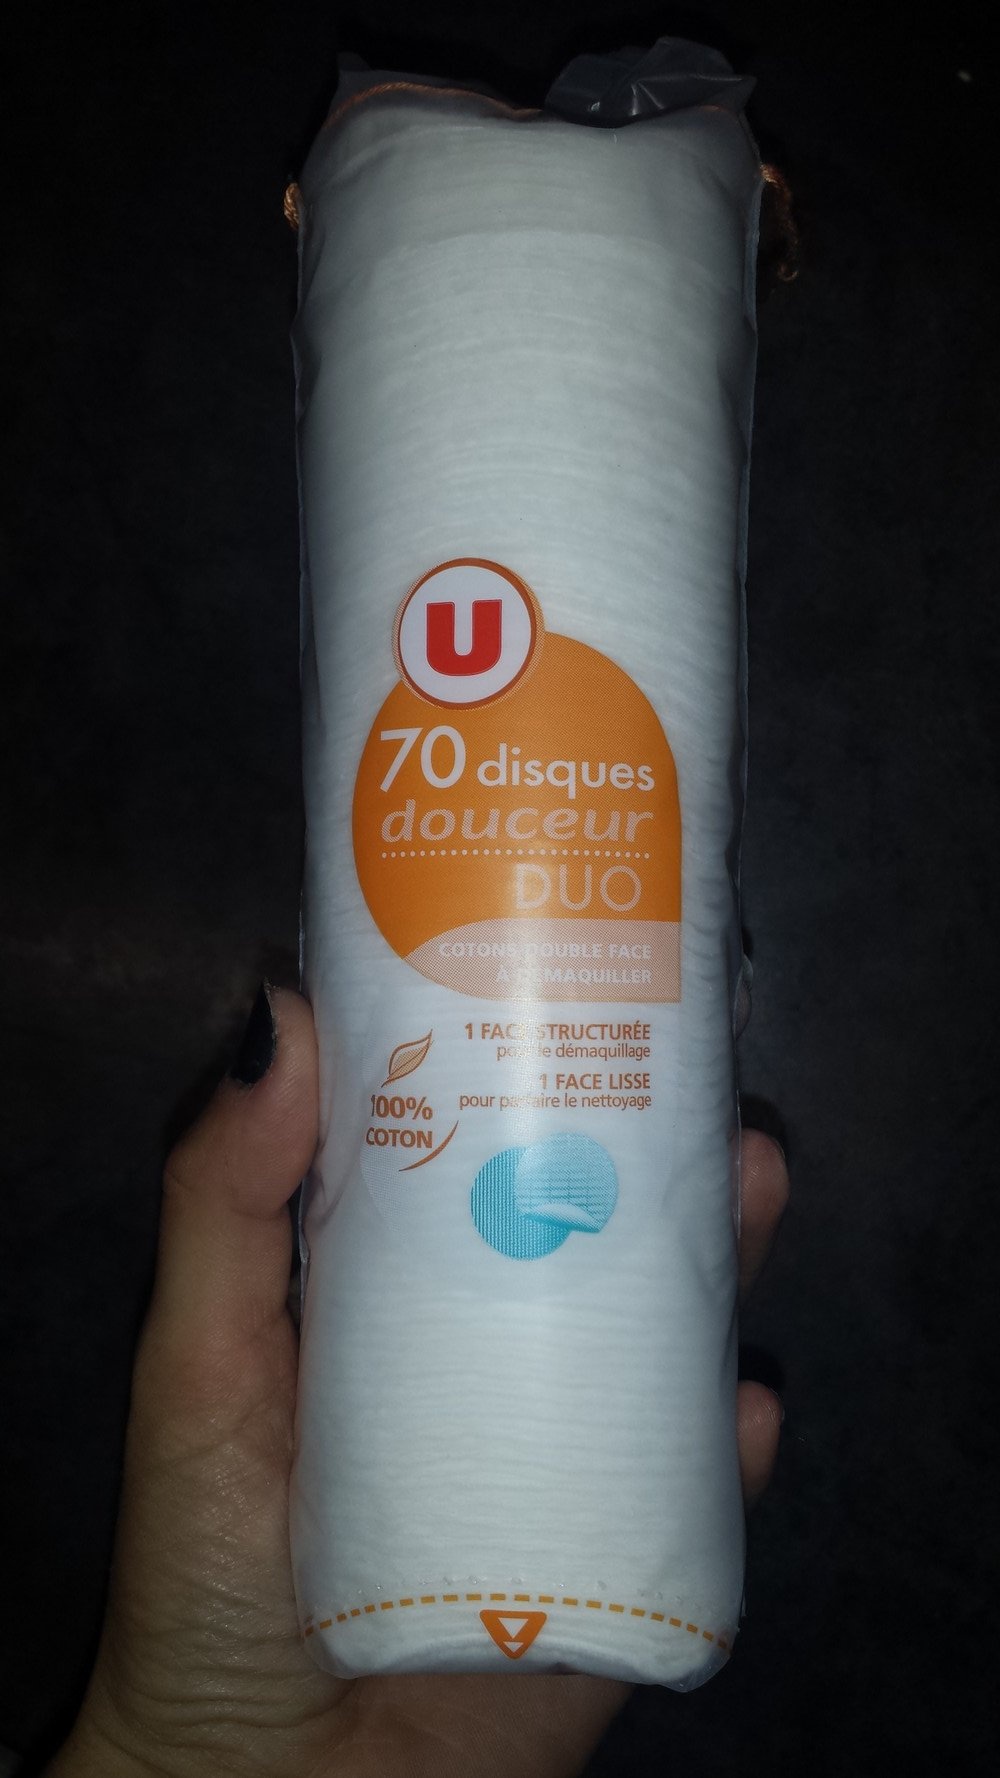 U
70 disques
douceur
DUO
COTONS DOUBLE FACE
À DÉMAQUILLER
1 FACE STRUCTURÉE
pour le démaquillage
1 FACE LISSE
pour parfaire le nettoyage
100%
COTON